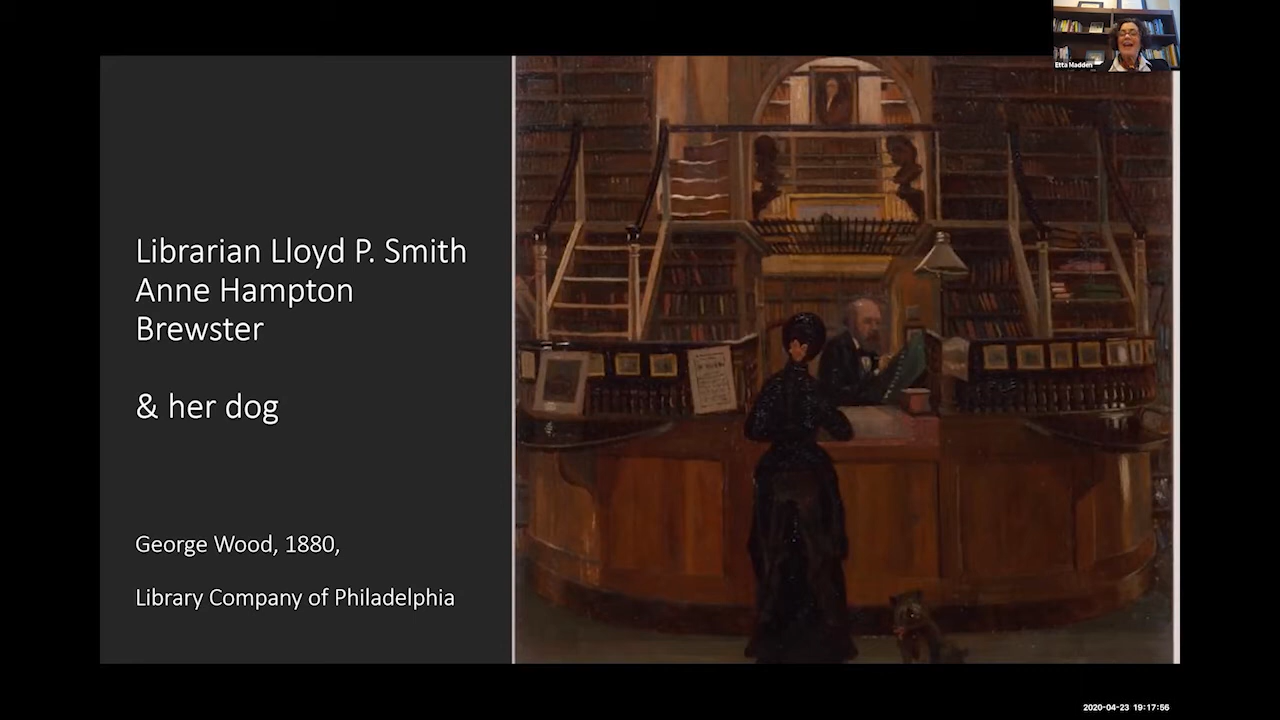 Etta Madden
Librarian Lloyd P. Smith
Anne Hampton
Brewster
& her dog
George Wood, 1880,
Library Company of Philadelphia
2020-04-23 19:17:56